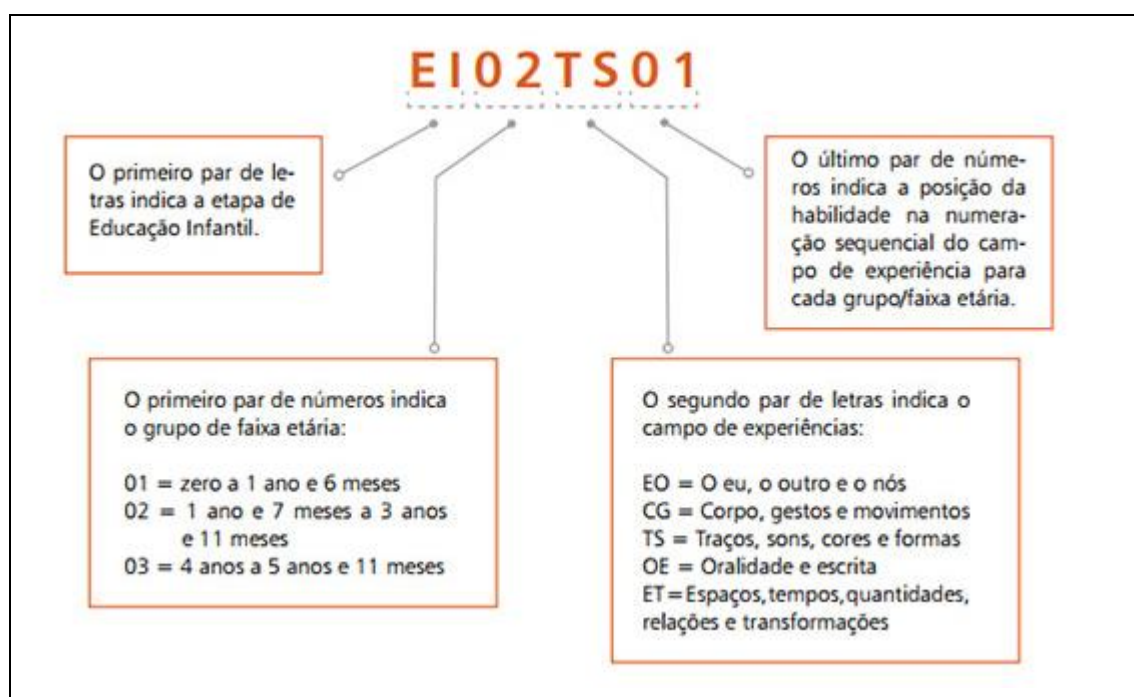 EI02TS01
O primeiro par de le-
tras indica a etapa de
Educação Infantil.
O último par de núme-
ros indica a posição da
habilidade na numera-
ção sequencial do cam-
po de experiência para
cada grupo/faixa etária.
O primeiro par de números indica
o grupo de faixa etária:
01 = zero a 1 ano e 6 meses
02 = 1 ano e 7 meses a 3 anos
e 11 meses
03 = 4 anos a 5 anos e 11 meses
O segundo par de letras indica o
campo de experiências:
EO = O eu, o outro e o nós
CG = Corpo, gestos e movimentos
TS = Traços, sons, cores e formas
OE = Oralidade e escrita
ET=Espaços,tempos,quantidades,
relações e transformações